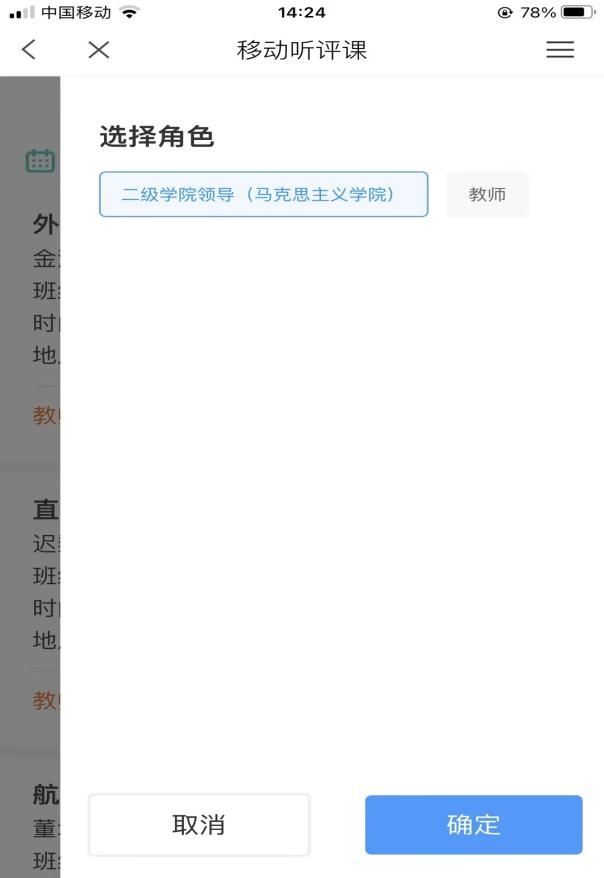 中国移动 14:24 78%
移动听评课
选择角色
二级学院领导（马克思主义学院） 教师
外
金
班
时
地
教
直
迟
班
时
地
教
航
董
班
取消 确定